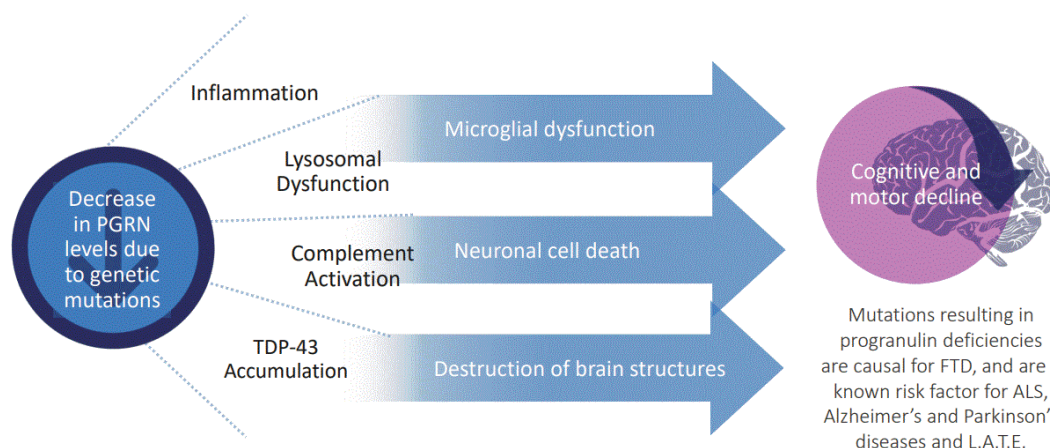 Inflammation
Microglial dysfunction
Lysosomal
Dysfunction
Decrease
in PGRN
levels due
to genetic
mutations
Cognitive and
motor decline
Complement
Activation
Neuronal cell death
TDP-43
Accumulation
Destruction of brain structures
Mutations resulting in
progranulin deficiencies
are causal for FTD, and are
known risk factor for ALS,
Alzheimer’s and Parkinson’
diseases and L.A.T.E.